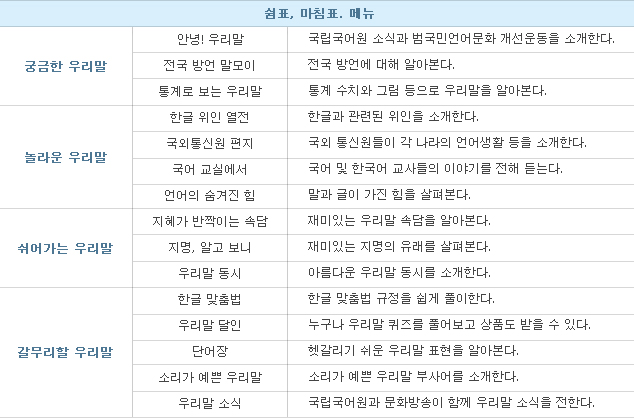 쉼표, 마침표. 메뉴
궁금한 우리말
안녕! 우리말 국립국어원 소식과 범국민언어문화 개선운동을 소개한다.
전국 방언 말모이 전국 방언에 대해 알아본다.
통계로 보는 우리말 통계 수치와 그림 등으로 우리말을 알아본다.
놀라운 우리말
한글 위인 열전 한글과 관련된 위인을 소개한다.
국외통신원 편지 국외 통신원들이 각 나라의 언어생활 등을 소개한다.
국어 교실에서 국어 및 한국어 교사들의 이야기를 전해 듣는다.
언어의 숨겨진 힘 말과 글이 가진 힘을 살펴본다.
쉬어가는 우리말
지혜가 반짝이는 속담 재미있는 우리말 속담을 알아본다.
지명, 알고 보니 재미있는 지명의 유래를 살펴본다.
우리말 동시 아름다운 우리말 동시를 소개한다.
갈무리할 우리말
한글 맞춤법 한글 맞춤법 규정을 쉽게 풀이한다.
우리말 달인 누구나 우리말 퀴즈를 풀어보고 상품도 받을 수 있다.
단어장 헷갈리기 쉬운 우리말 표현을 알아본다.
소리가 예쁜 우리말 소리가 예쁜 우리말 부사어를 소개한다.
우리말 소식 국립국어원과 문화방송이 함께 우리말 소식을 전한다.